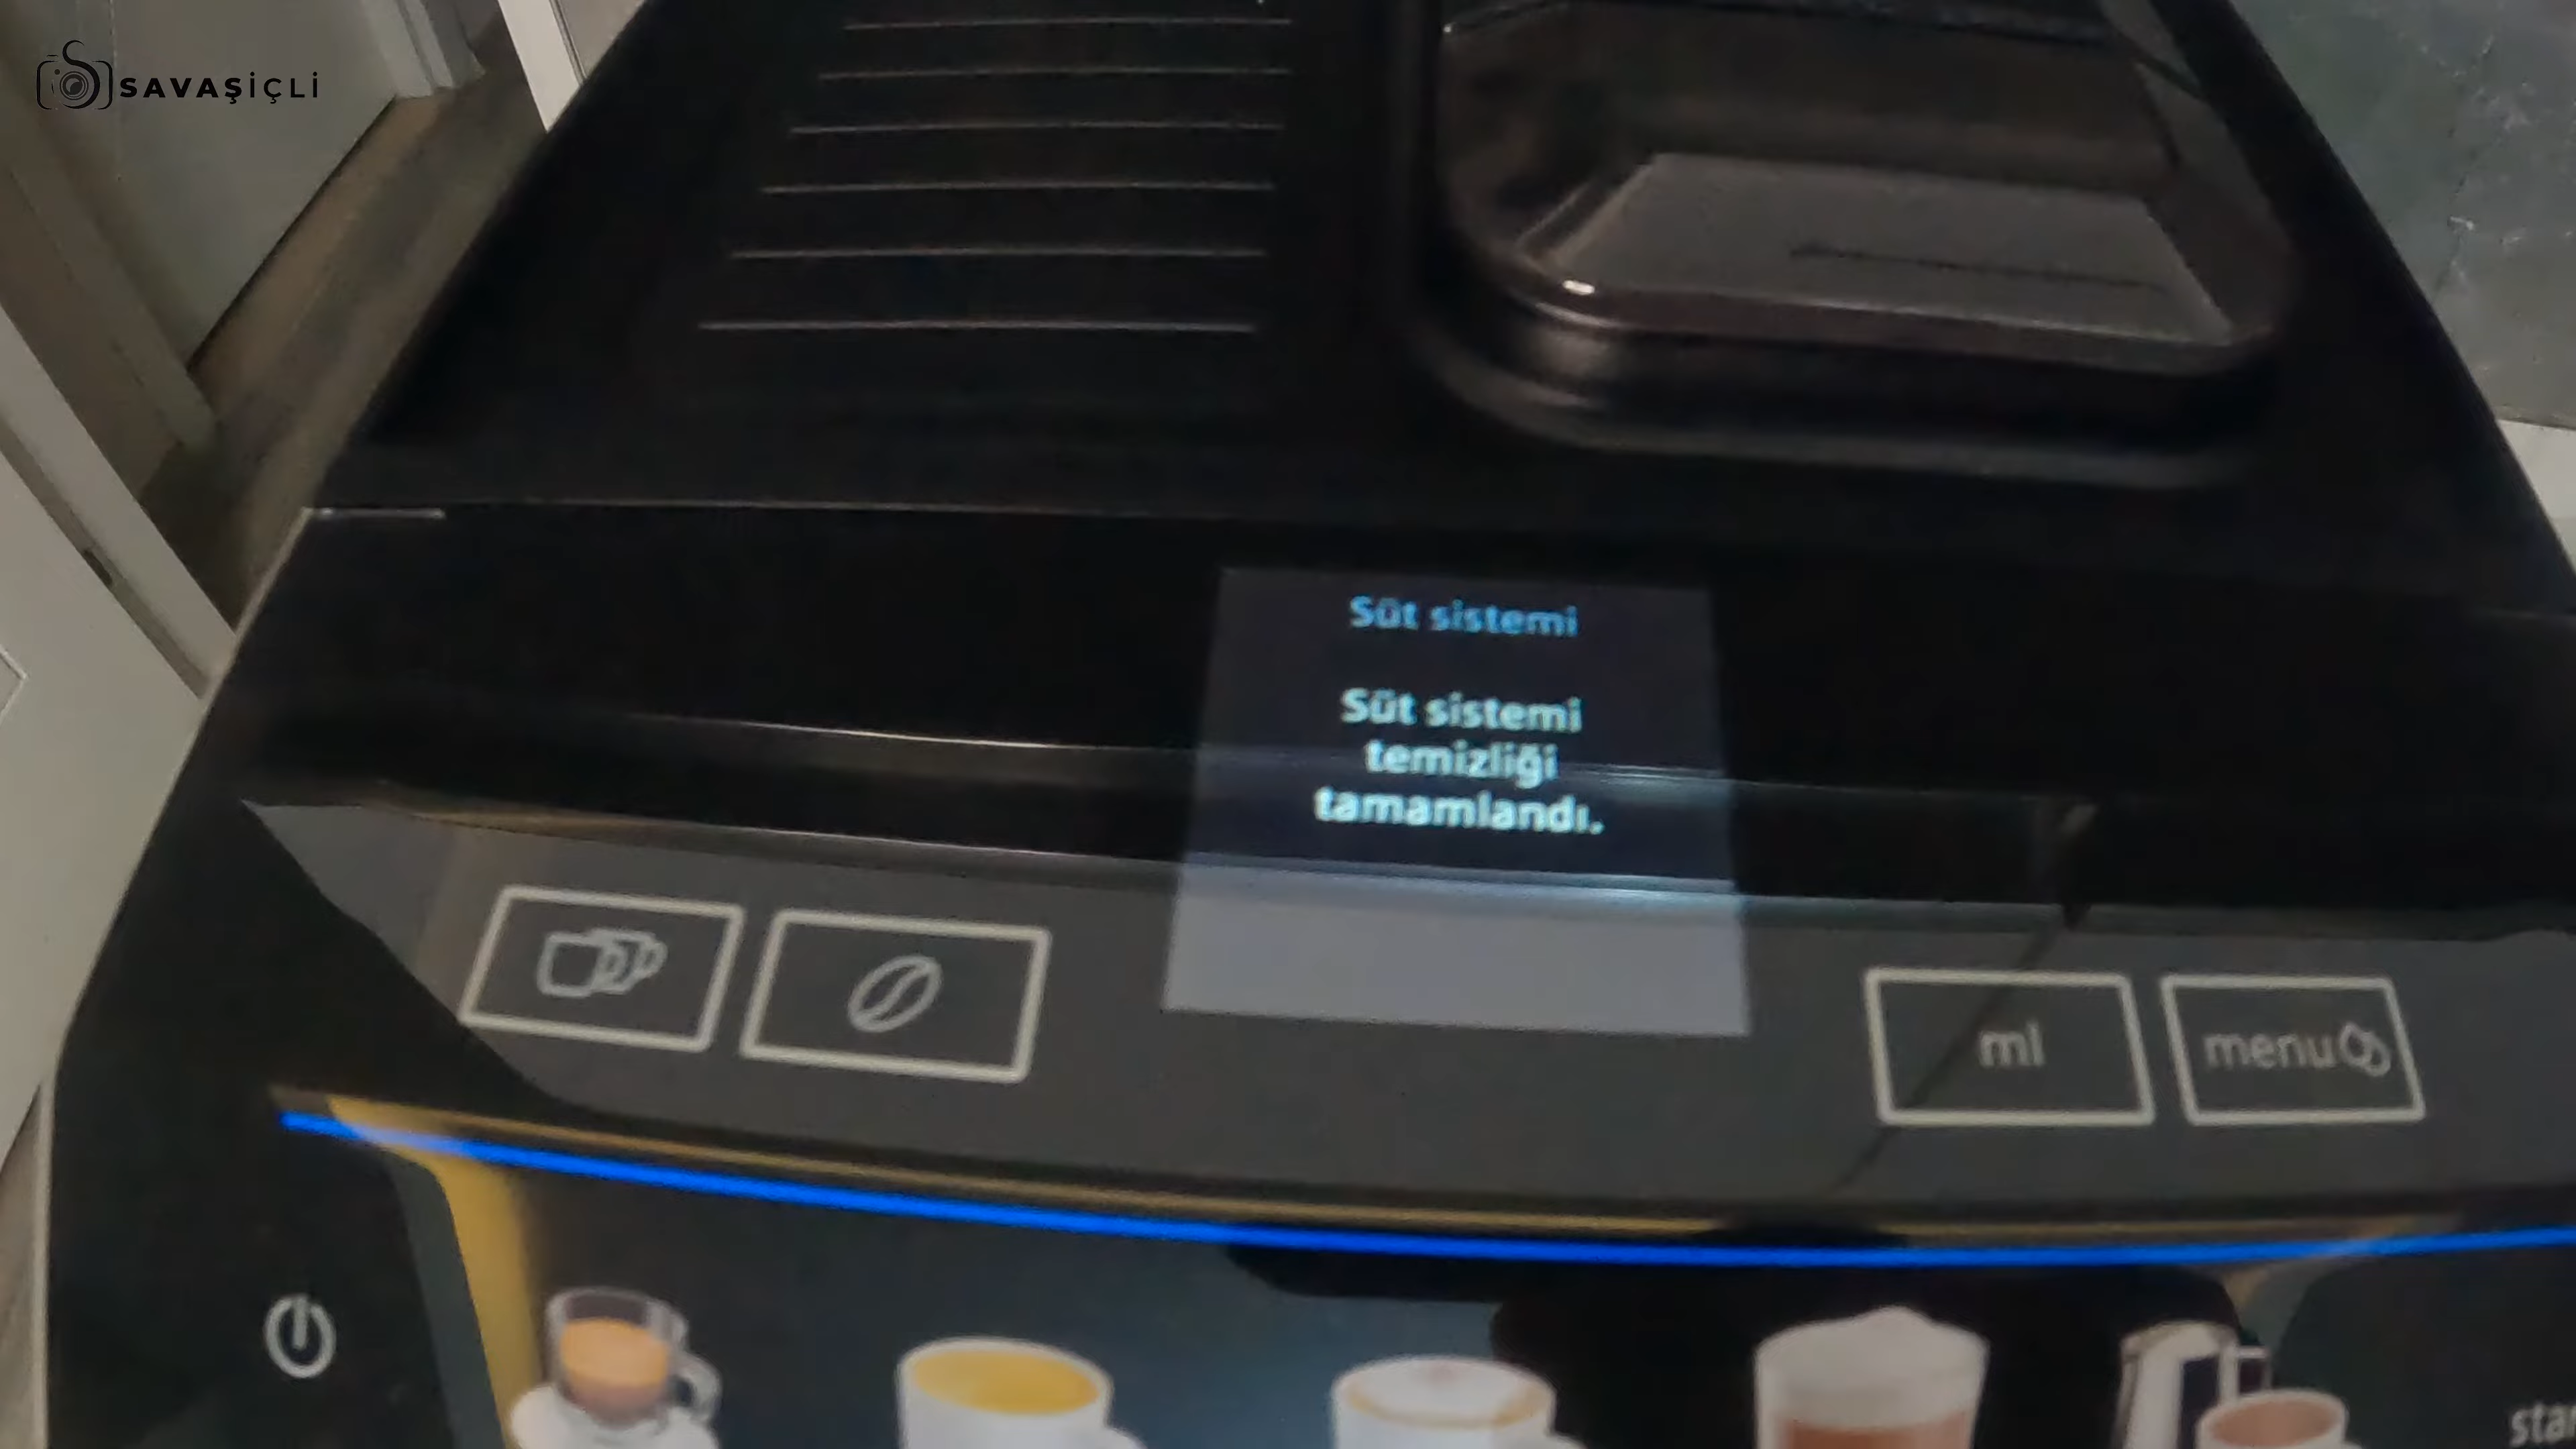 SAVAŞİÇLİ
Süt sistemi
Süt sistemi
temizliği
tamamlandı.
ml
menu